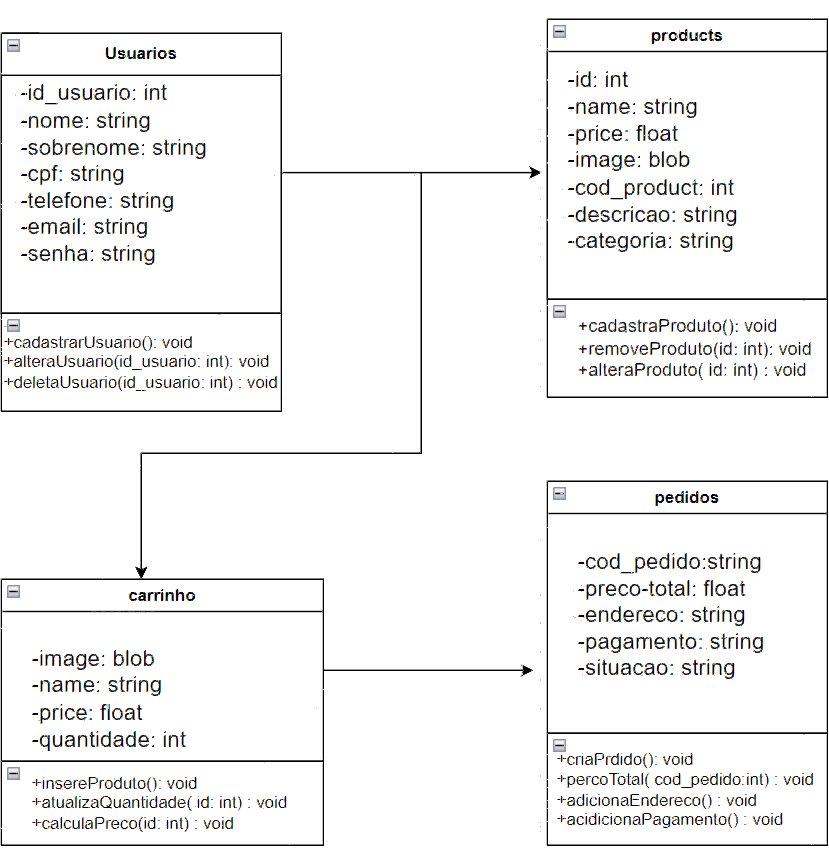 Usuarios
-id_usuario: int
-nome: string
-sobrenome: string
-cpf: string
-telefone: string
-email: string
-senha: string
+cadastrarUsuario(): void
+alteraUsuario(id_usuario: int): void
+deletaUsuario(id_usuario: int) : void
products
-id: int
-name: string
-price: float
-image: blob
-cod_product: int
-descricao: string
-categoria: string
+cadastraProduto(): void
+removeProduto(id: int): void
+alteraProduto( id: int) : void
carrinho
-image: blob
-name: string
-price: float
-quantidade: int
+insereProduto(): void
+atualizaQuantidade( id: int) : void
+calculaPreco(id: int) : void
pedidos
-cod_pedido:string
-preco-total: float
-endereco: string
-pagamento: string
-situacao: string
+criaPrdido(): void
+percoTotal( cod_pedido:int) : void
+adicionaEndereco() : void
+acidicionaPagamento() : void